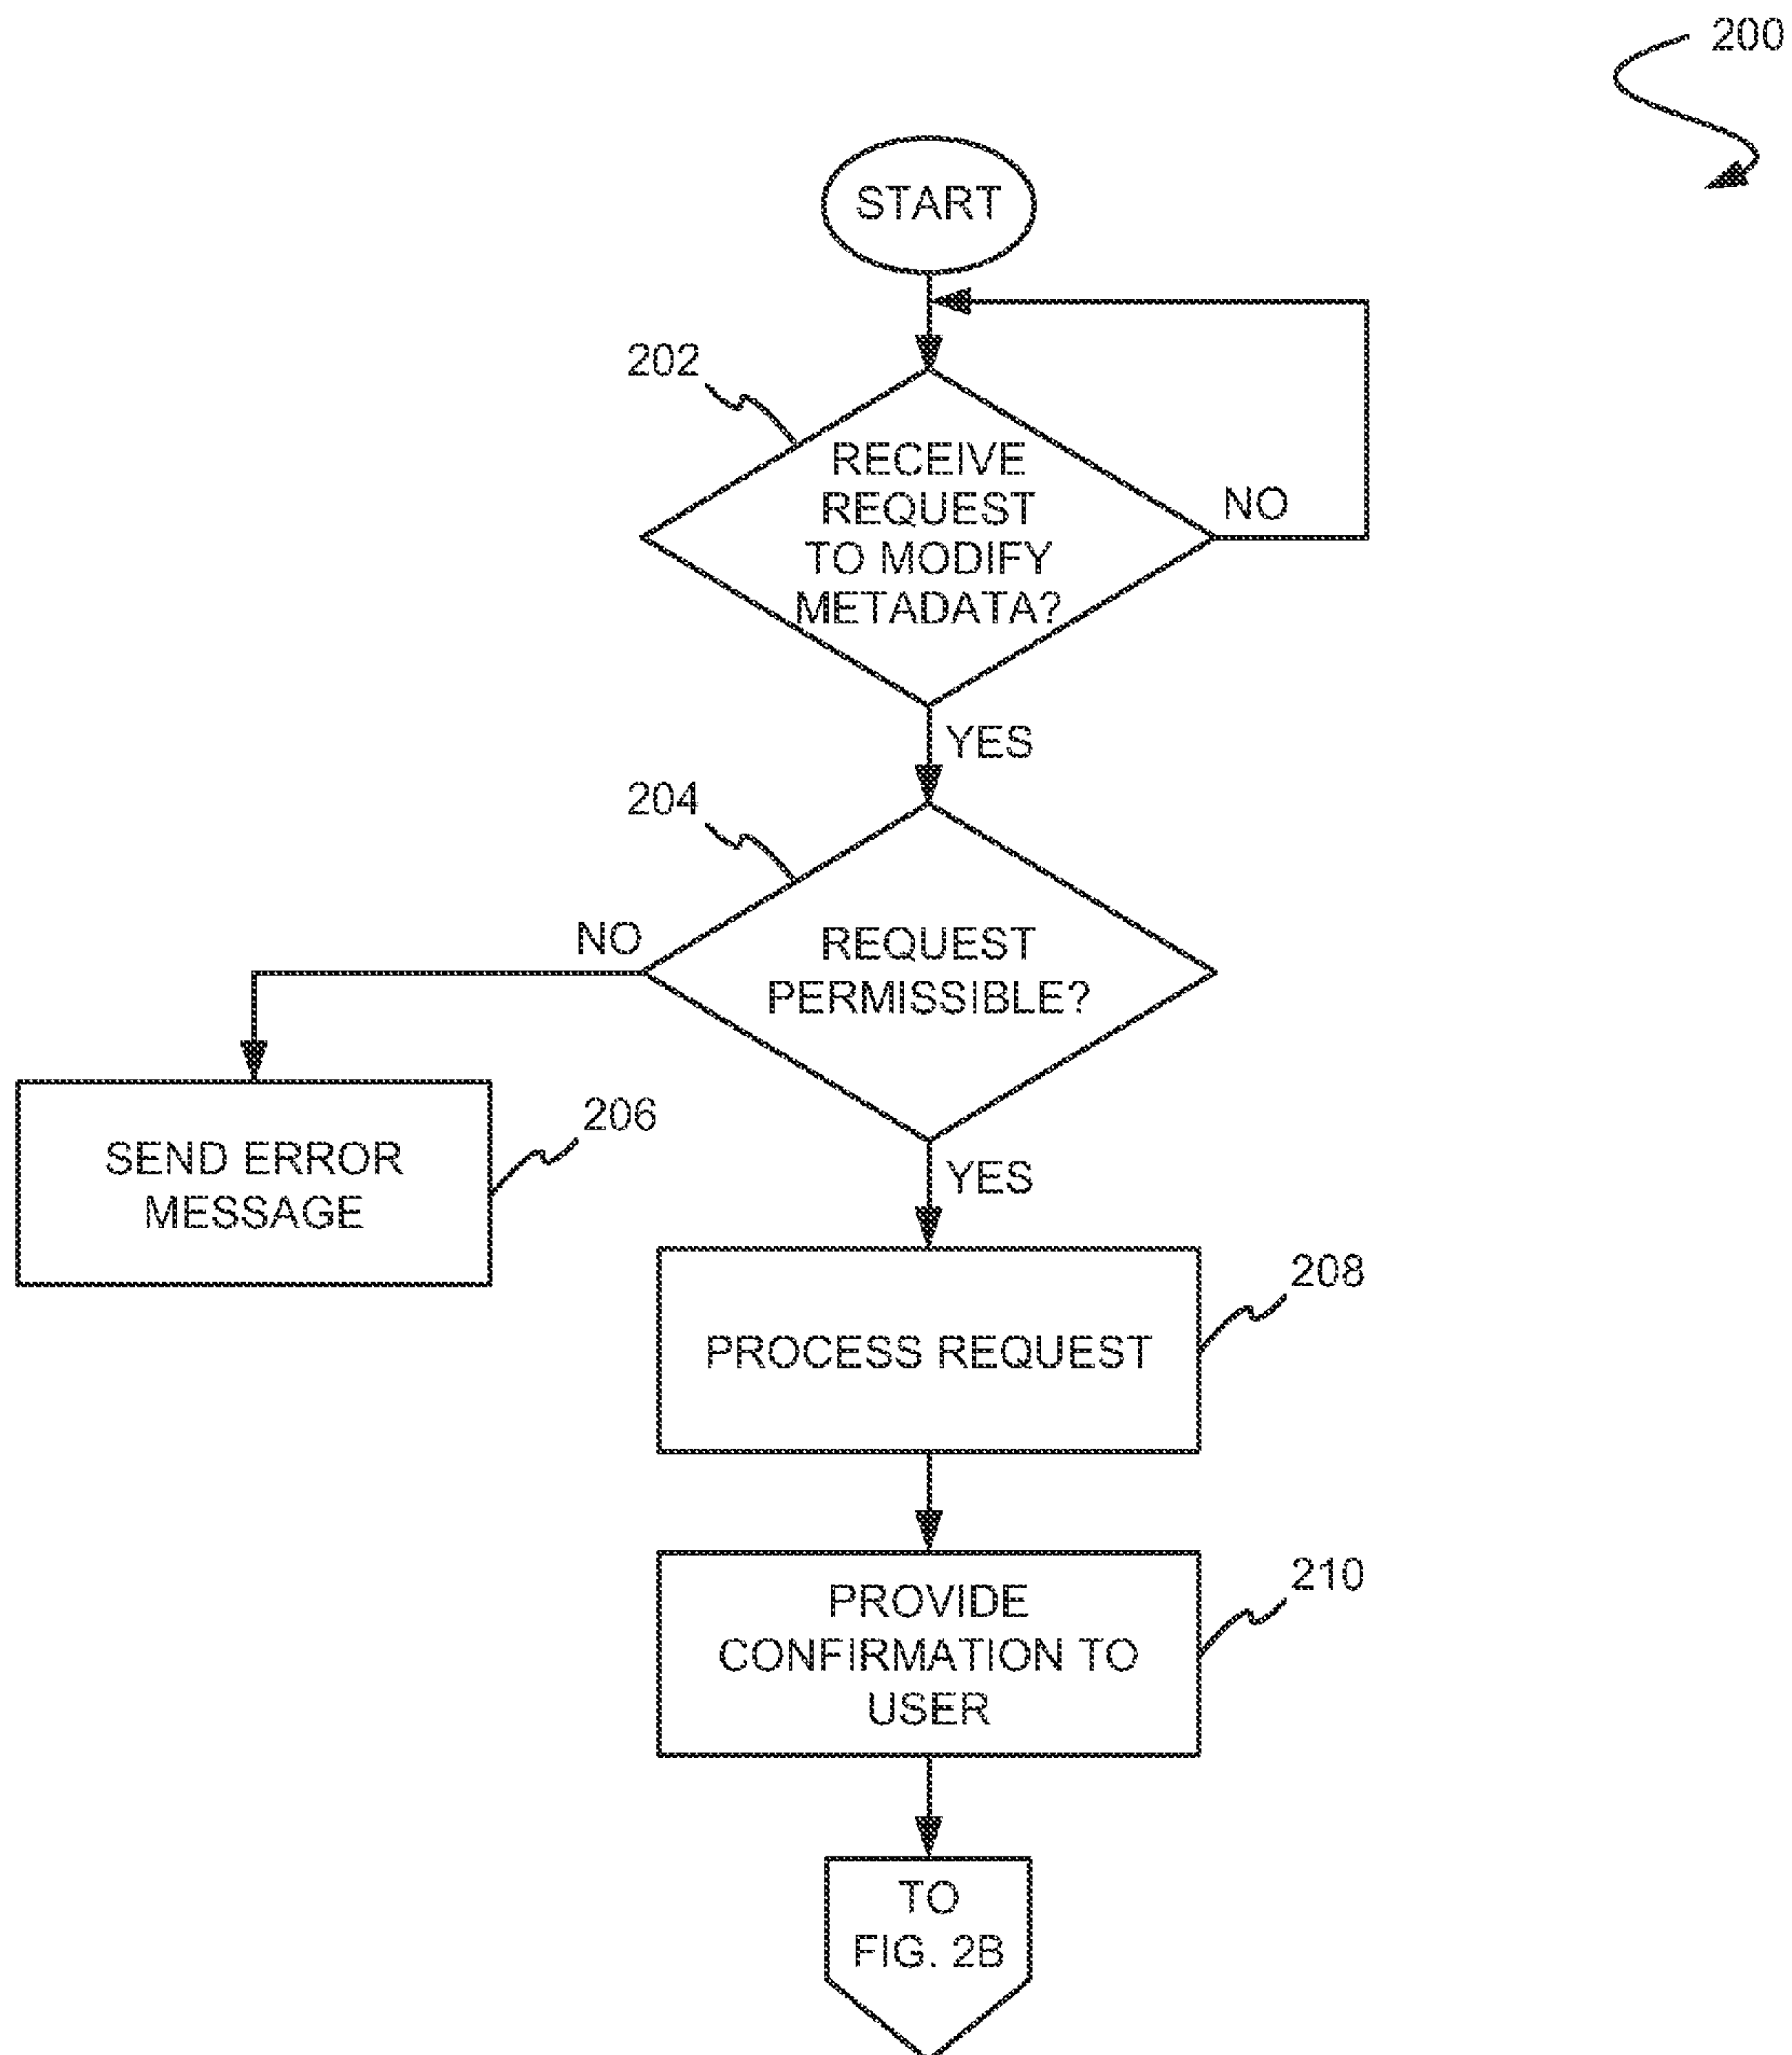 200
START
202
RECEIVE
REQUEST
TO MODIFY
METADATA?
NO
YES
204
NO
REQUEST
PERMISSIBLE?
YES
206
SEND ERROR
MESSAGE
208
PROCESS REQUEST
210
PROVIDE
CONFIRMATION TO
USER
TO
FIG. 2B